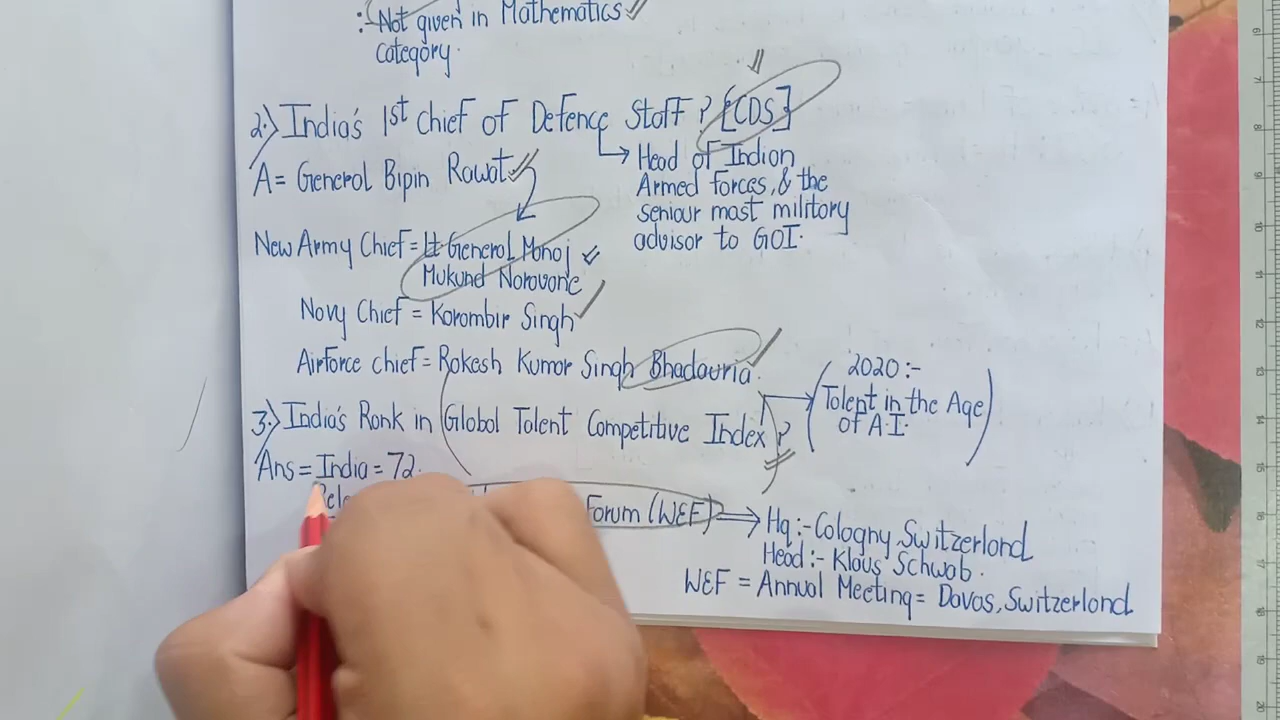 :- Not given in Mathematics
category.
2.) India's 1st chief of Defence Staff ? [CDS]
Head of Indian
Armed forces, & the
seniour most military
advisor to GOI.
A = General Bipin Rawat
New Army Chief = Lt General Manoj
Mukund Naravane
Navy Chief = Karambir Singh
Airforce chief = Rakesh Kumar Singh Bhadauria.
3.) India's Rank in Global Talent Competitive Index ?
2020 :-
Talent in the Age
of A.I.
Ans = India = 72.
Forum (WEF)
Hq :- Cologny, Switzerland
Head :- Klaus Schwab.
WEF = Annual Meeting = Davos, Switzerland